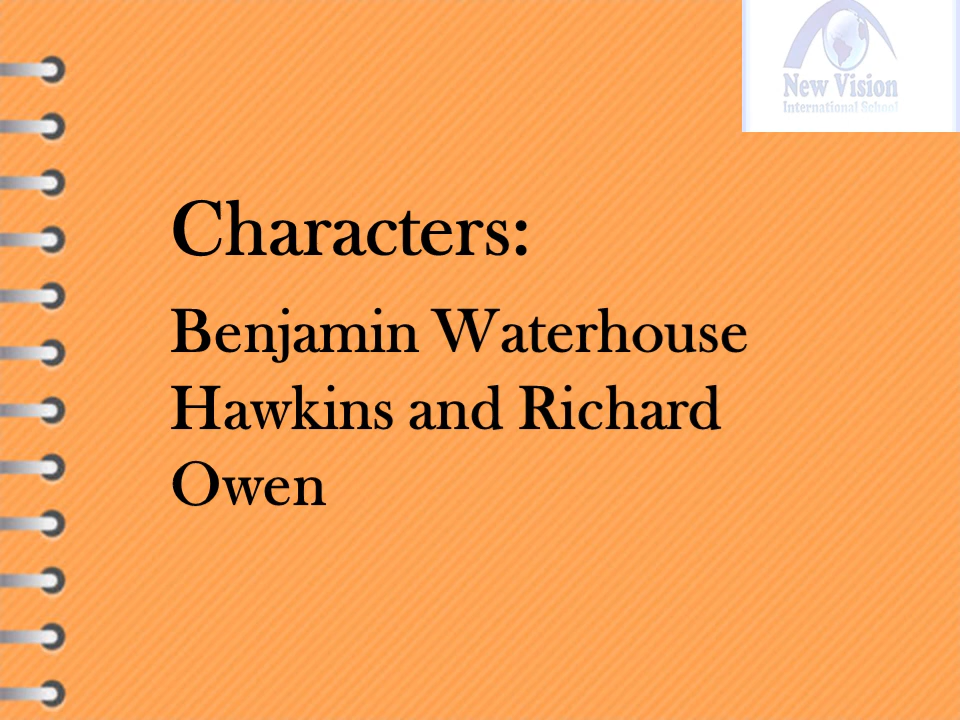 New Vision
International School
Characters:
Benjamin Waterhouse
Hawkins and Richard
Owen